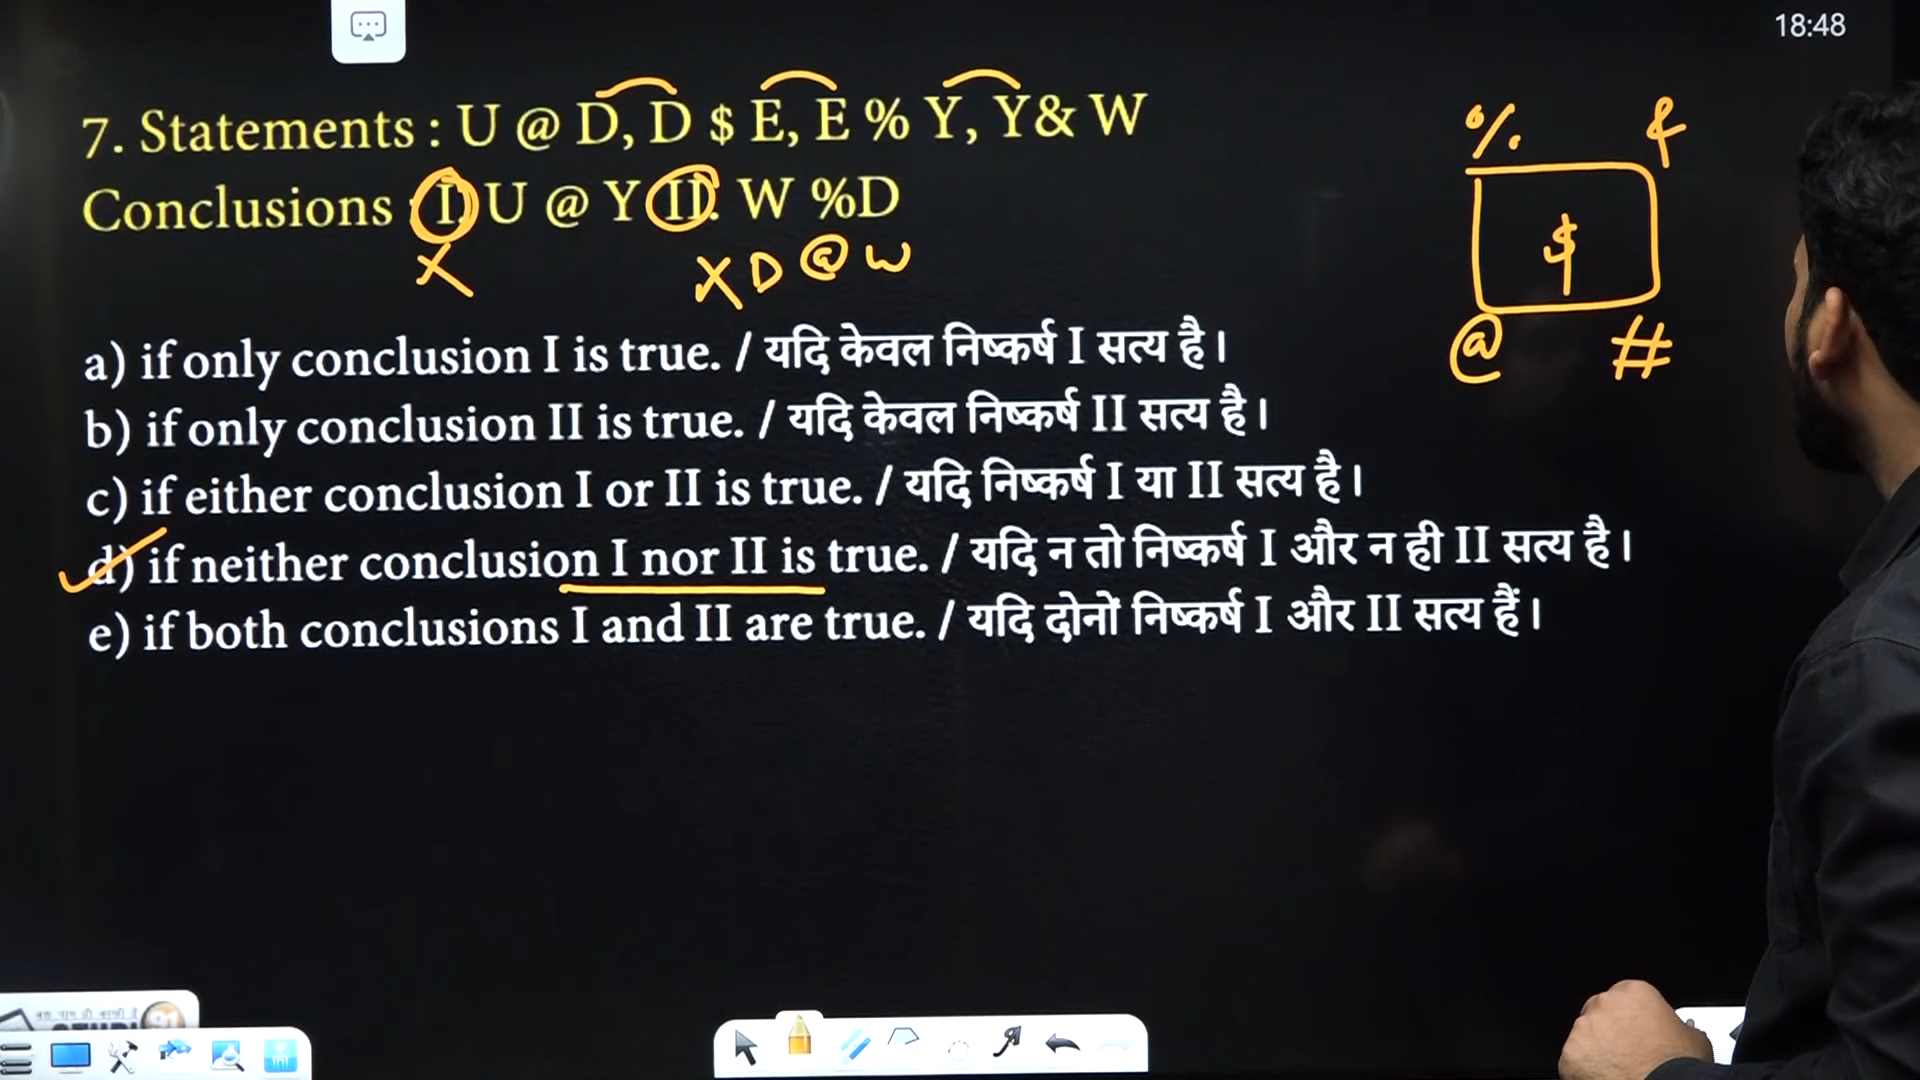 18:48
7. Statements : U @ D, D $ E, E % Y, Y& W
Conclusions : I. U @ Y II. W %D
X X D @ W
a) if only conclusion I is true. / यदि केवल निष्कर्ष I सत्य है।
b) if only conclusion II is true. / यदि केवल निष्कर्ष II सत्य है।
c) if either conclusion I or II is true. / यदि निष्कर्ष I या II सत्य है।
d) if neither conclusion I nor II is true. / यदि न तो निष्कर्ष I और न ही II सत्य है।
e) if both conclusions I and II are true. / यदि दोनों निष्कर्ष I और II सत्य हैं।
% &
$
@ #